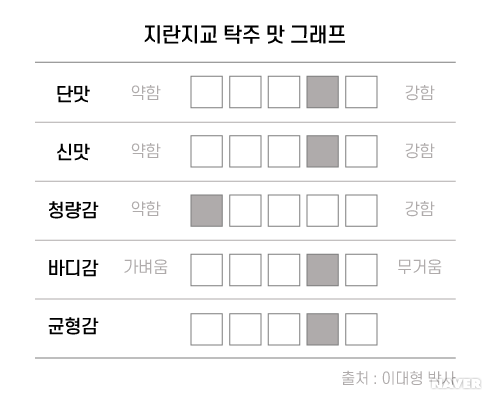 지란지교 탁주 맛 그래프
단맛 약함 강함
신맛 약함 강함
청량감 약함 강함
바디감 가벼움 무거움
균형감
출처 : 이대형 박사
NAVER